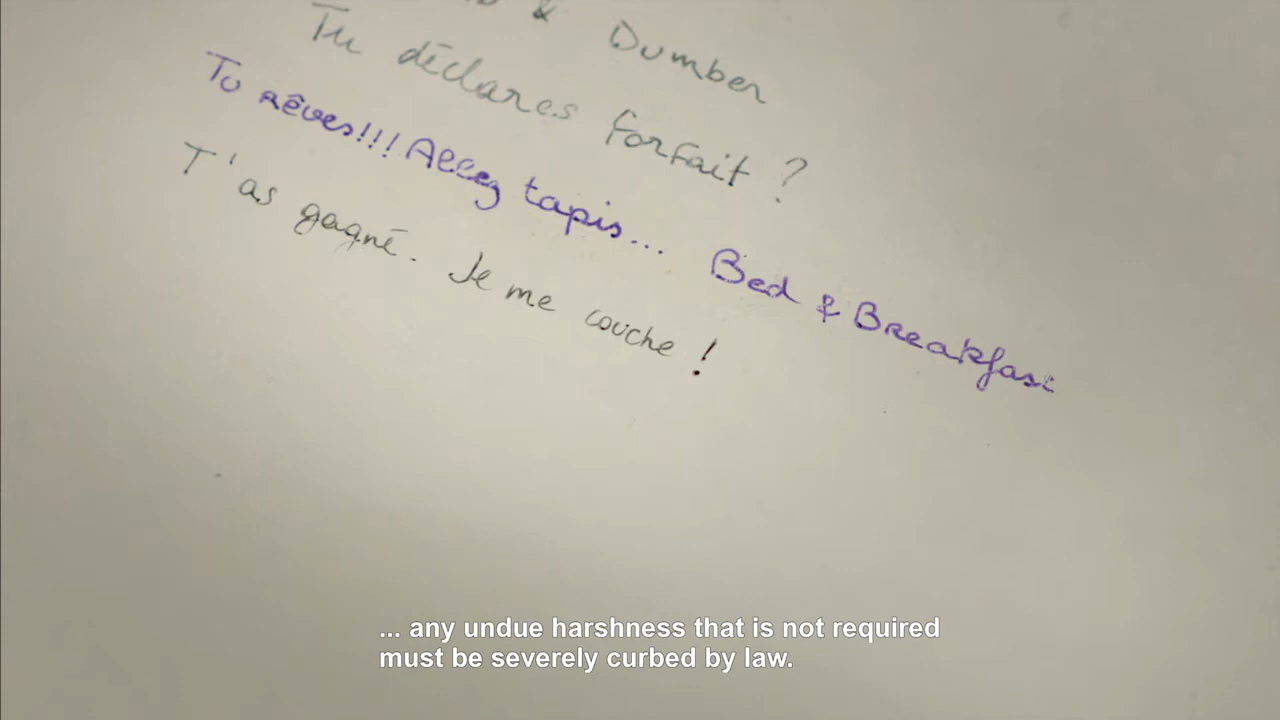 & Dumber
Tu déclares forfait ?
Tu rêves!!! Allez tapis... Bed & Breakfast
T'as gagné. Je me couche !
... any undue harshness that is not required
must be severely curbed by law.